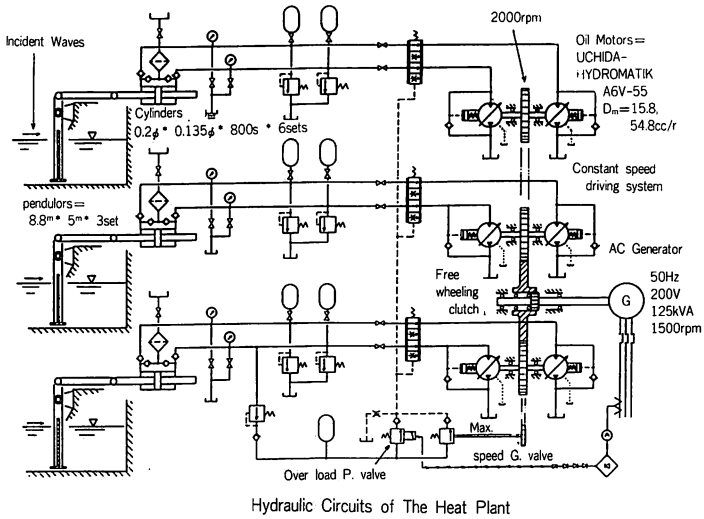 2000rpm
Incident Waves
Oil Motors=
UCHIDA-
HYDROMATIK
A6V-55
Dm=15.8,
54.8cc/r
Cylinders
0.2φ* 0.135φ* 800s * 6sets
Constant speed
driving system
pendulors=
8.8m* 5m* 3set
AC Generator
Free
wheeling
clutch
50Hz
200V
125kVA
1500rpm
G
Max.
speed G. valve
Over load P. valve
Hydraulic Circuits of The Heat Plant